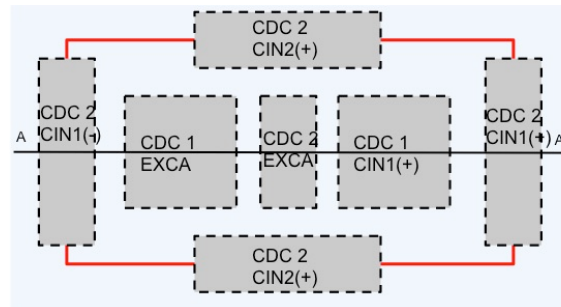 CDC 2
CIN2(+)
CDC 2
CIN1(-)
CDC 1
EXCA
CDC 2
EXCA
CDC 1
CIN1(+)
CDC 2
CIN1(+)
A
A
CDC 2
CIN2(+)